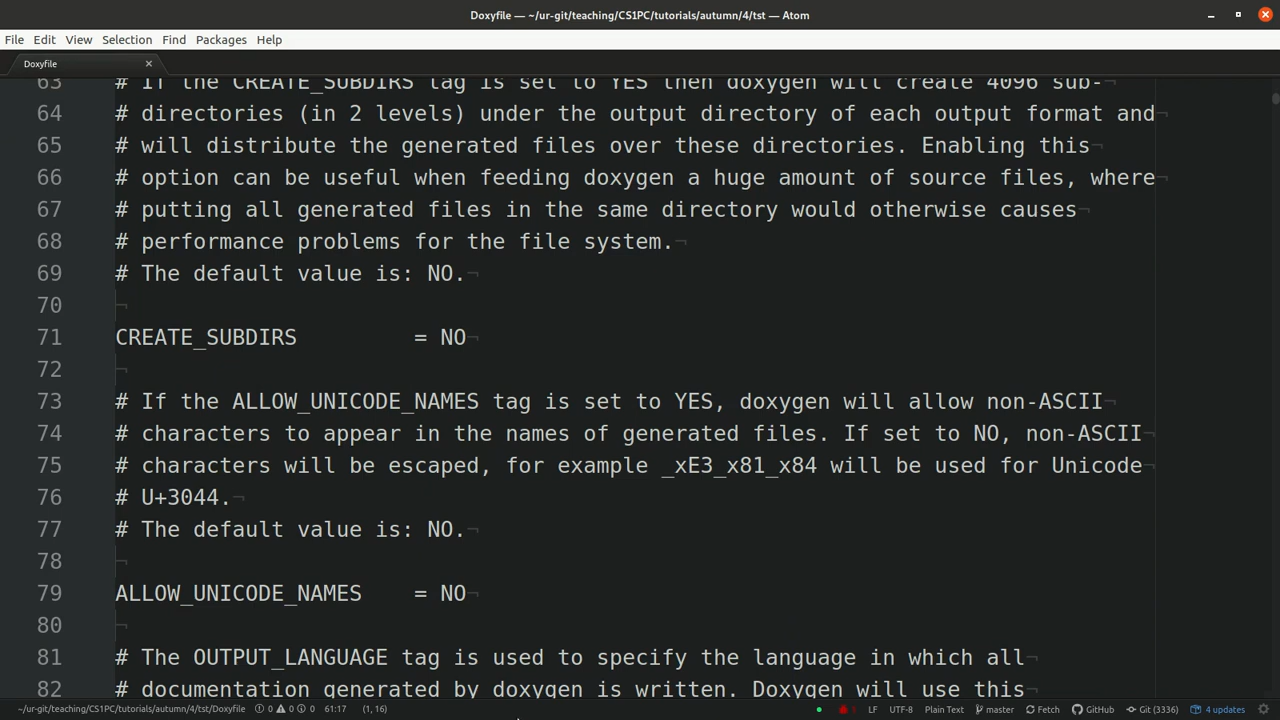 Doxyfile — ~/ur-git/teaching/CS1PC/tutorials/autumn/4/tst — Atom
File Edit View Selection Find Packages Help
Doxyfile
63 # If the CREATE_SUBDIRS tag is set to YES then doxygen will create 4096 sub-¬
64 # directories (in 2 levels) under the output directory of each output format and¬
65 # will distribute the generated files over these directories. Enabling this¬
66 # option can be useful when feeding doxygen a huge amount of source files, where¬
67 # putting all generated files in the same directory would otherwise causes¬
68 # performance problems for the file system.¬
69 # The default value is: NO.¬
70 ¬
71 CREATE_SUBDIRS         = NO¬
72 ¬
73 # If the ALLOW_UNICODE_NAMES tag is set to YES, doxygen will allow non-ASCII¬
74 # characters to appear in the names of generated files. If set to NO, non-ASCII¬
75 # characters will be escaped, for example _xE3_x81_x84 will be used for Unicode¬
76 # U+3044.¬
77 # The default value is: NO.¬
78 ¬
79 ALLOW_UNICODE_NAMES    = NO¬
80 ¬
81 # The OUTPUT_LANGUAGE tag is used to specify the language in which all¬
82 # documentation generated by doxygen is written. Doxygen will use this¬
~/ur-git/teaching/CS1PC/tutorials/autumn/4/tst/Doxyfile 0 0 0 61:17 (1, 16) LF UTF-8 Plain Text master Fetch GitHub Git (3336) 4 updates